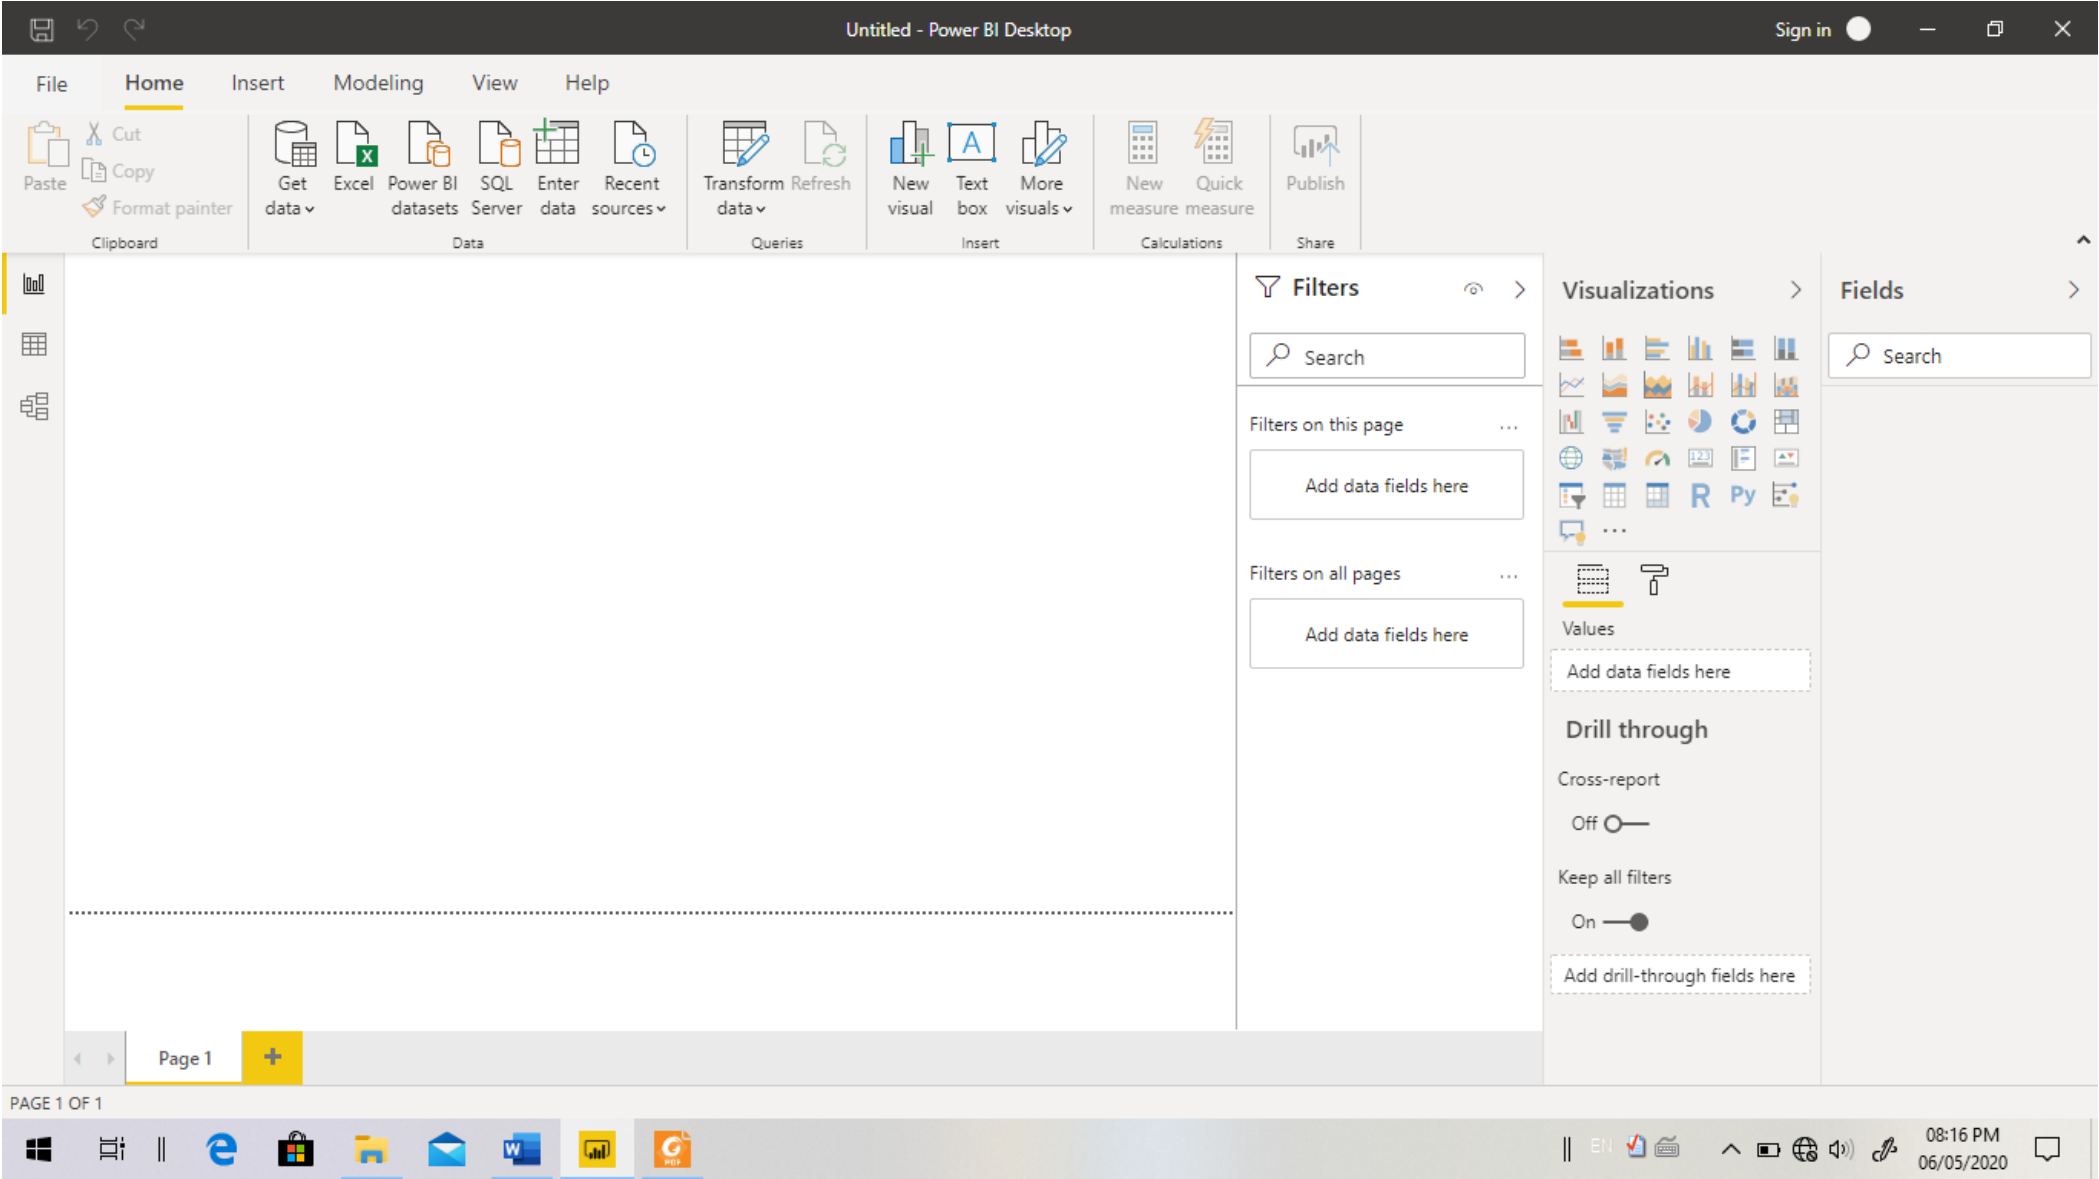 Untitled - Power BI Desktop
Sign in
File Home Insert Modeling View Help
Paste
Cut
Copy
Format painter
Clipboard
Get data
Excel
Power BI datasets
SQL Server
Enter data
Recent sources
Data
Transform data
Refresh
Queries
New visual
A
Text box
More visuals
Insert
New measure
Quick measure
Calculations
Publish
Share
Filters
Search
Filters on this page
...
Add data fields here
Filters on all pages
...
Add data fields here
Visualizations
123
R Py
...
Values
Add data fields here
Drill through
Cross-report
Off
Keep all filters
On
Add drill-through fields here
Fields
Search
Page 1
+
PAGE 1 OF 1
W
G
PDF
EN
08:16 PM
06/05/2020